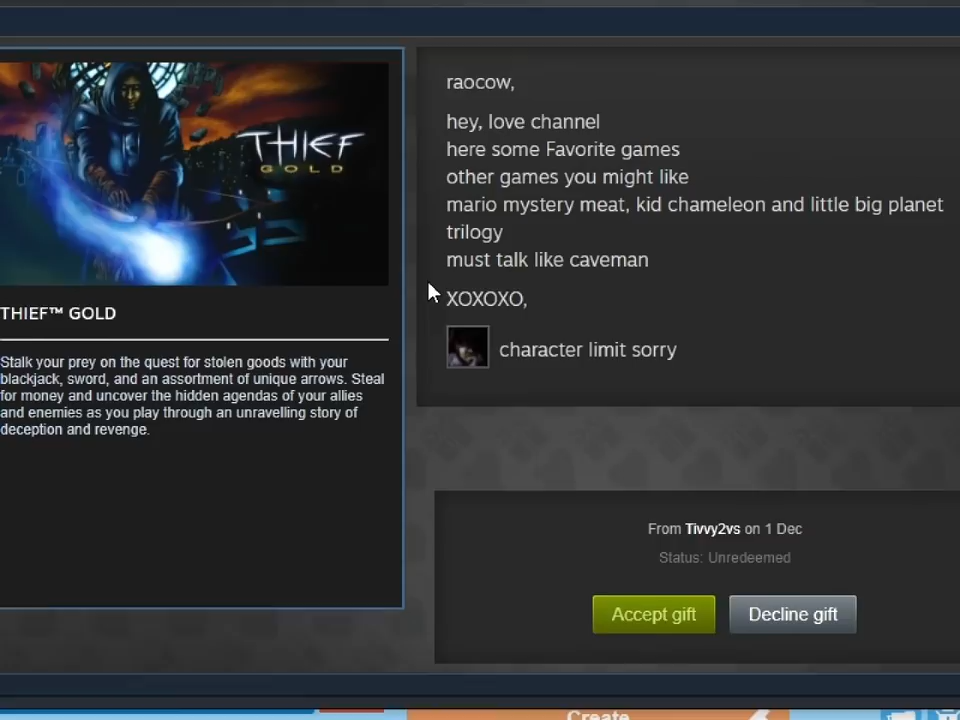 THIEF
GOLD
THIEF™ GOLD
Stalk your prey on the quest for stolen goods with your
blackjack, sword, and an assortment of unique arrows. Steal
for money and uncover the hidden agendas of your allies
and enemies as you play through an unravelling story of
deception and revenge.
raocow,
hey, love channel
here some Favorite games
other games you might like
mario mystery meat, kid chameleon and little big planet
trilogy
must talk like caveman
XOXOXO,
character limit sorry
From Tivvy2vs on 1 Dec
Status: Unredeemed
Accept gift
Decline gift
Create